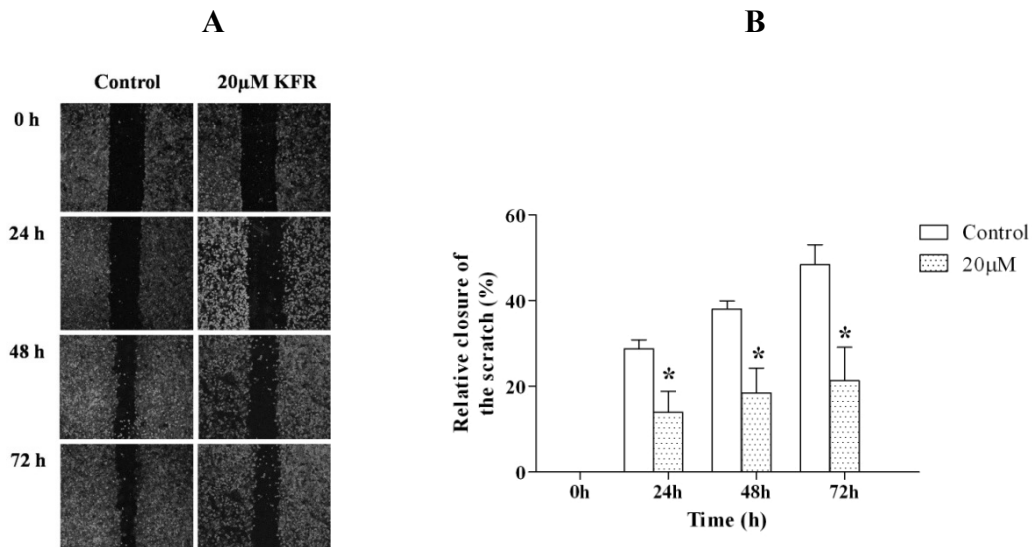 A
Control 20μM KFR
0 h
24 h
48 h
72 h
B
Relative closure of
the scratch (%)
60
40
20
0
* * *
0h 24h 48h 72h
Time (h)
Control
20μM